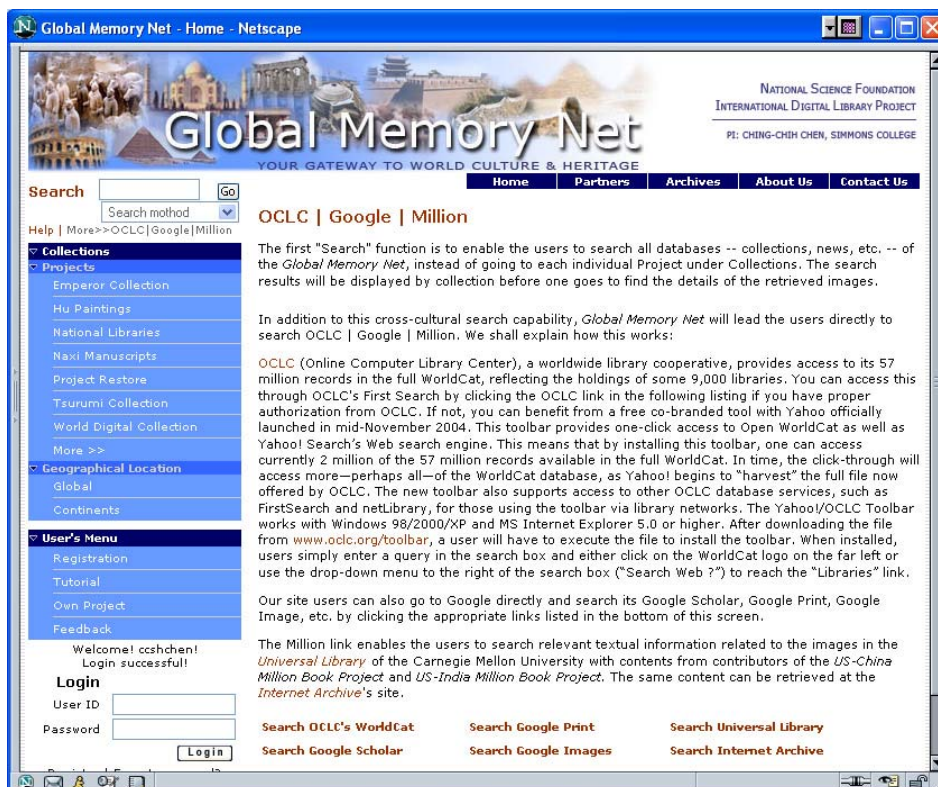 Global Memory Net - Home - Netscape
NATIONAL SCIENCE FOUNDATION
INTERNATIONAL DIGITAL LIBRARY PROJECT
PI: CHING-CHIH CHEN, SIMMONS COLLEGE
Global Memory Net
YOUR GATEWAY TO WORLD CULTURE & HERITAGE
Home Partners Archives About Us Contact Us
Search Go
Search mothod
Help | More>>OCLC|Google|Million
Collections
Projects
Emperor Collection
Hu Paintings
National Libraries
Naxi Manuscripts
Project Restore
Tsurumi Collection
World Digital Collection
More >>
Geographical Location
Global
Continents
User's Menu
Registration
Tutorial
Own Project
Feedback
Welcome! ccshchen!
Login successful!
Login
User ID
Password
Login
OCLC | Google | Million
The first "Search" function is to enable the users to search all databases -- collections, news, etc. -- of
the Global Memory Net, instead of going to each individual Project under Collections. The search
results will be displayed by collection before one goes to find the details of the retrieved images.
In addition to this cross-cultural search capability, Global Memory Net will lead the users directly to
search OCLC | Google | Million. We shall explain how this works:
OCLC (Online Computer Library Center), a worldwide library cooperative, provides access to its 57
million records in the full WorldCat, reflecting the holdings of some 9,000 libraries. You can access this
through OCLC's First Search by clicking the OCLC link in the following listing if you have proper
authorization from OCLC. If not, you can benefit from a free co-branded tool with Yahoo officially
launched in mid-November 2004. This toolbar provides one-click access to Open WorldCat as well as
Yahoo! Search's Web search engine. This means that by installing this toolbar, one can access
currently 2 million of the 57 million records available in the full WorldCat. In time, the click-through will
access more—perhaps all—of the WorldCat database, as Yahoo! begins to “harvest” the full file now
offered by OCLC. The new toolbar also supports access to other OCLC database services, such as
FirstSearch and netLibrary, for those using the toolbar via library networks. The Yahoo!/OCLC Toolbar
works with Windows 98/2000/XP and MS Internet Explorer 5.0 or higher. After downloading the file
from www.oclc.org/toolbar, a user will have to execute the file to install the toolbar. When installed,
users simply enter a query in the search box and either click on the WorldCat logo on the far left or
use the drop-down menu to the right of the search box (“Search Web ?”) to reach the “Libraries” link.
Our site users can also go to Google directly and search its Google Scholar, Google Print, Google
Image, etc. by clicking the appropriate links listed in the bottom of this screen.
The Million link enables the users to search relevant textual information related to the images in the
Universal Library of the Carnegie Mellon University with contents from contributors of the US-China
Million Book Project and US-India Million Book Project. The same content can be retrieved at the
Internet Archive's site.
Search OCLC's WorldCat Search Google Print Search Universal Library
Search Google Scholar Search Google Images Search Internet Archive